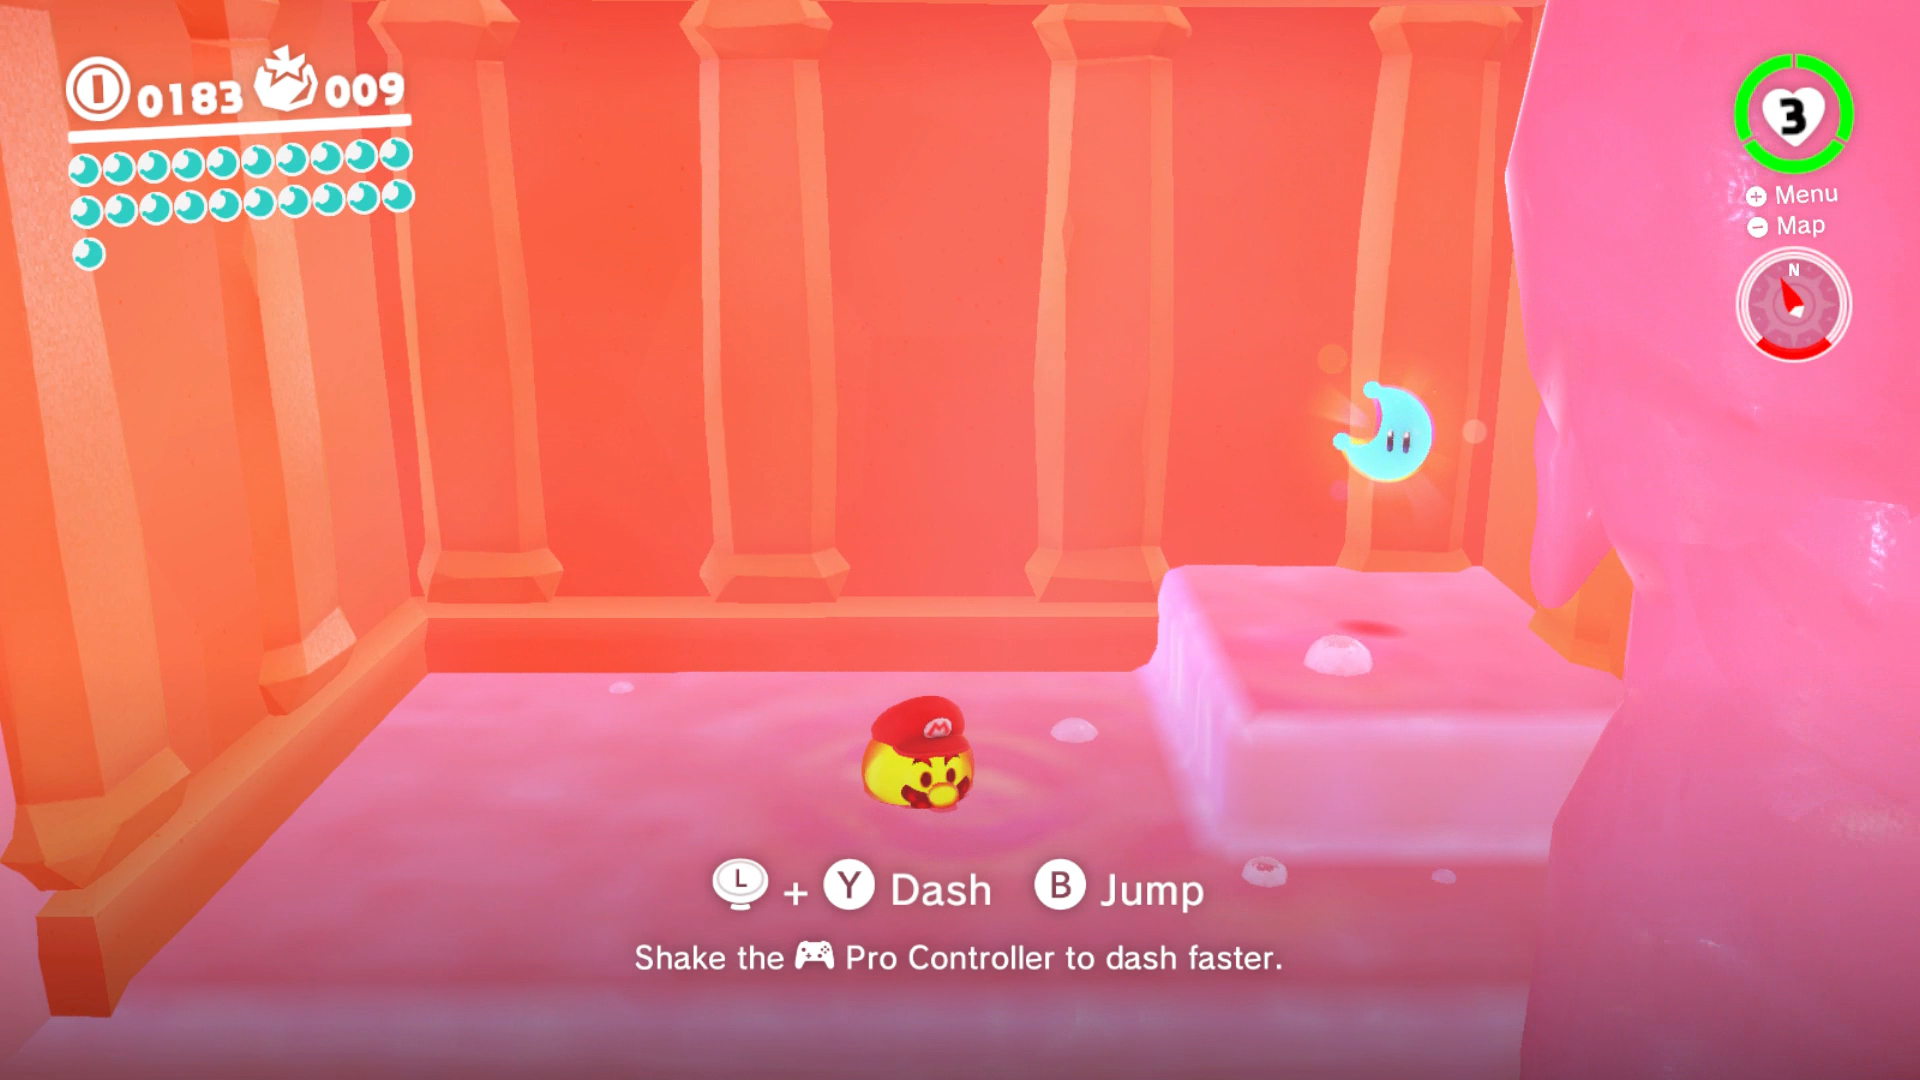 0183 009
3
+ Menu
− Map
N
M
L + Y Dash B Jump
Shake the Pro Controller to dash faster.